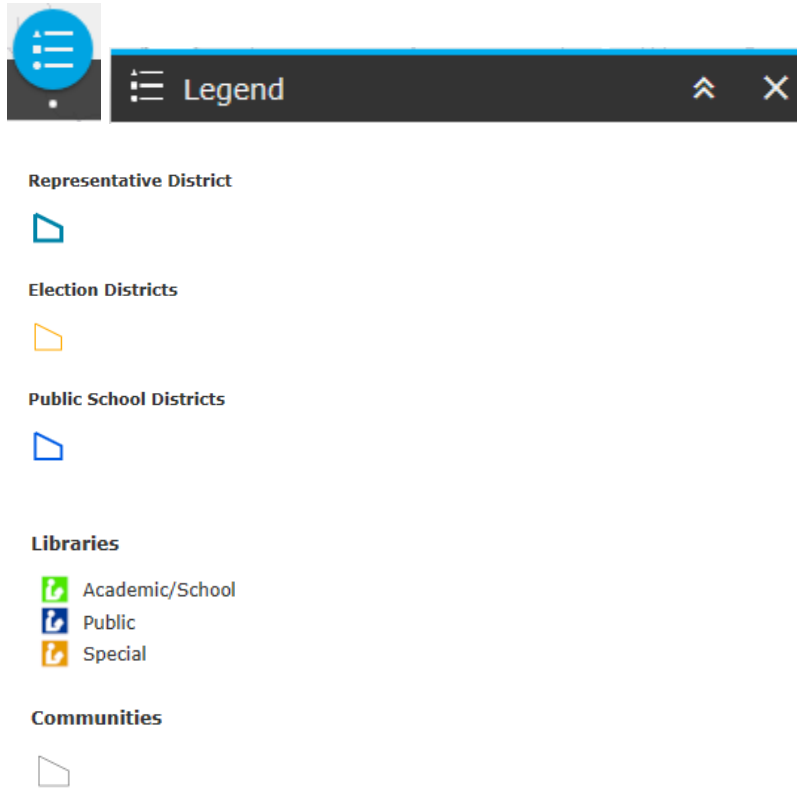 Legend
Representative District
Election Districts
Public School Districts
Libraries
Academic/School
Public
Special
Communities